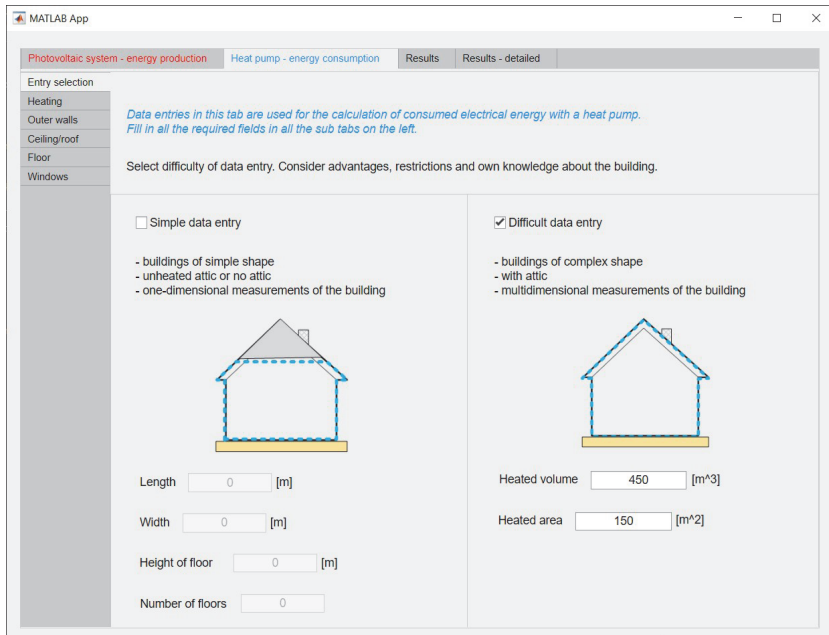 MATLAB App
Photovoltaic system - energy production
Heat pump - energy consumption
Results
Results - detailed
Entry selection
Heating
Outer walls
Ceiling/roof
Floor
Windows
Data entries in this tab are used for the calculation of consumed electrical energy with a heat pump.
Fill in all the required fields in all the sub tabs on the left.
Select difficulty of data entry. Consider advantages, restrictions and own knowledge about the building.
Simple data entry
- buildings of simple shape
- unheated attic or no attic
- one-dimensional measurements of the building
Length 0 [m]
Width 0 [m]
Height of floor 0 [m]
Number of floors 0
Difficult data entry
- buildings of complex shape
- with attic
- multidimensional measurements of the building
Heated volume 450 [m^3]
Heated area 150 [m^2]